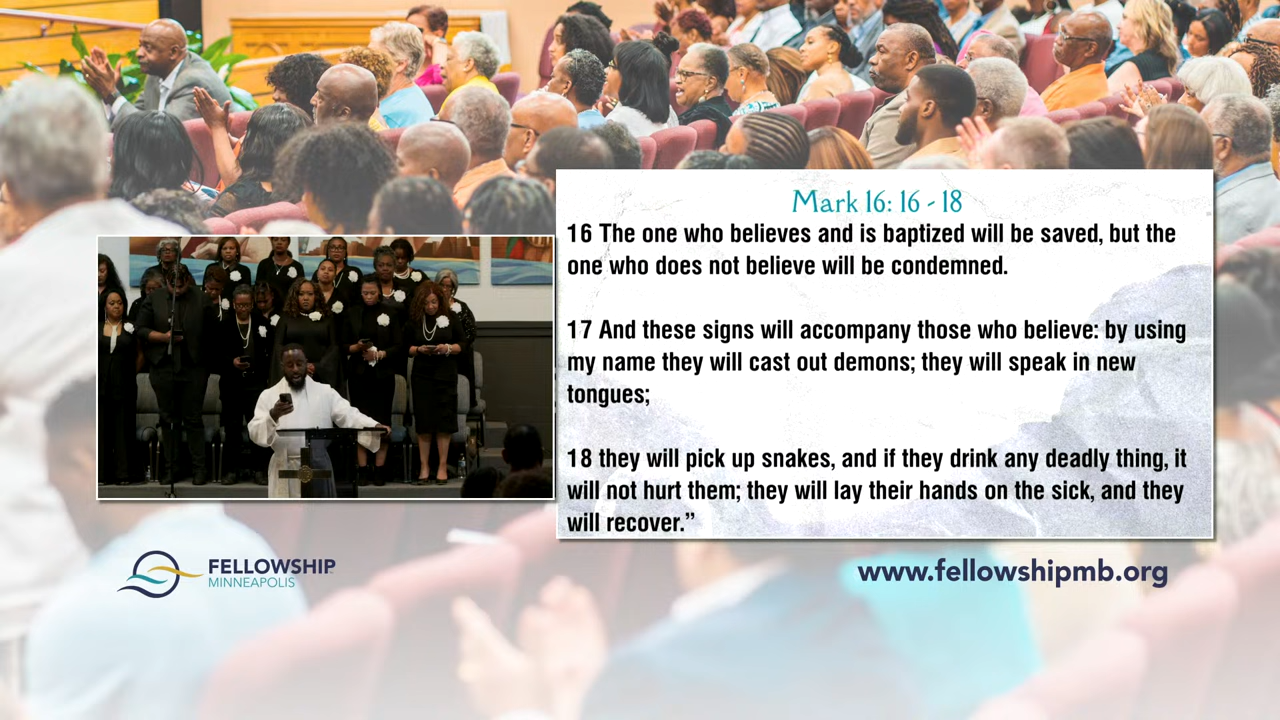 Mark 16: 16 - 18
16 The one who believes and is baptized will be saved, but the
one who does not believe will be condemned.
17 And these signs will accompany those who believe: by using
my name they will cast out demons; they will speak in new
tongues;
18 they will pick up snakes, and if they drink any deadly thing, it
will not hurt them; they will lay their hands on the sick, and they
will recover.”
FELLOWSHIP
MINNEAPOLIS
www.fellowshipmb.org